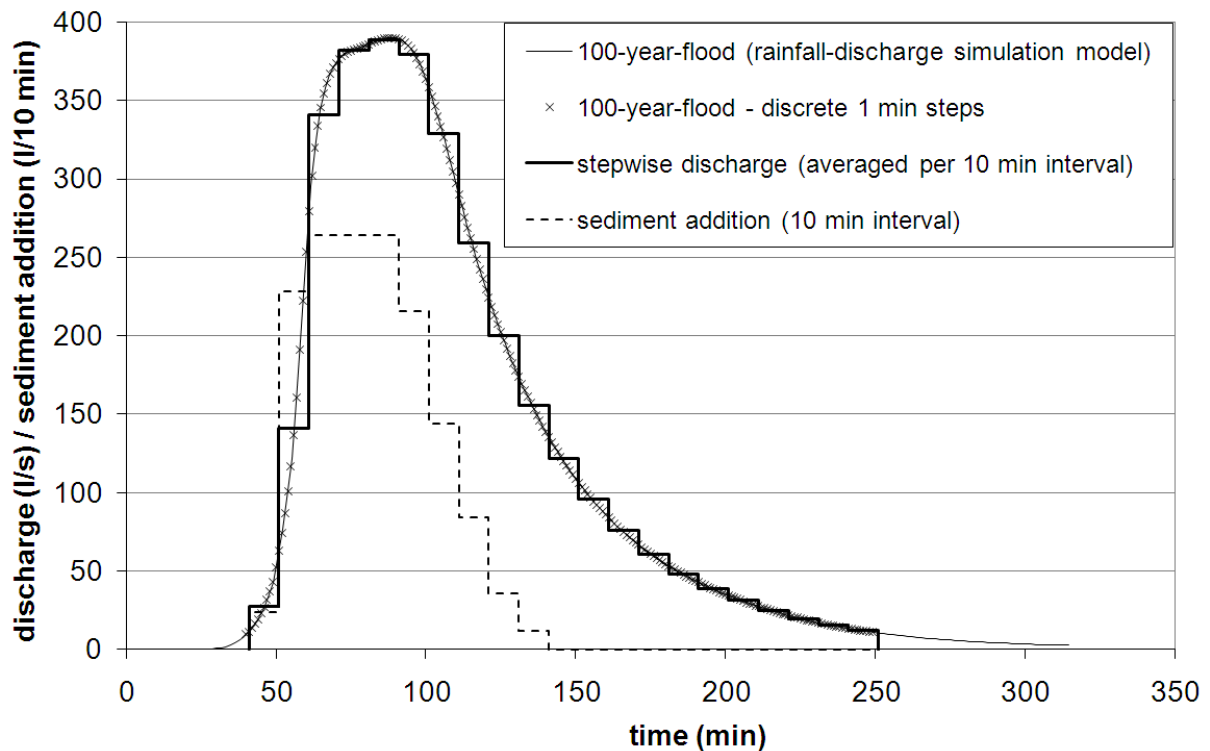 discharge (l/s) / sediment addition (l/10 min)
400
350
300
250
200
150
100
50
0
100-year-flood (rainfall-discharge simulation model)
100-year-flood - discrete 1 min steps
stepwise discharge (averaged per 10 min interval)
sediment addition (10 min interval)
0 50 100 150 200 250 300 350
time (min)